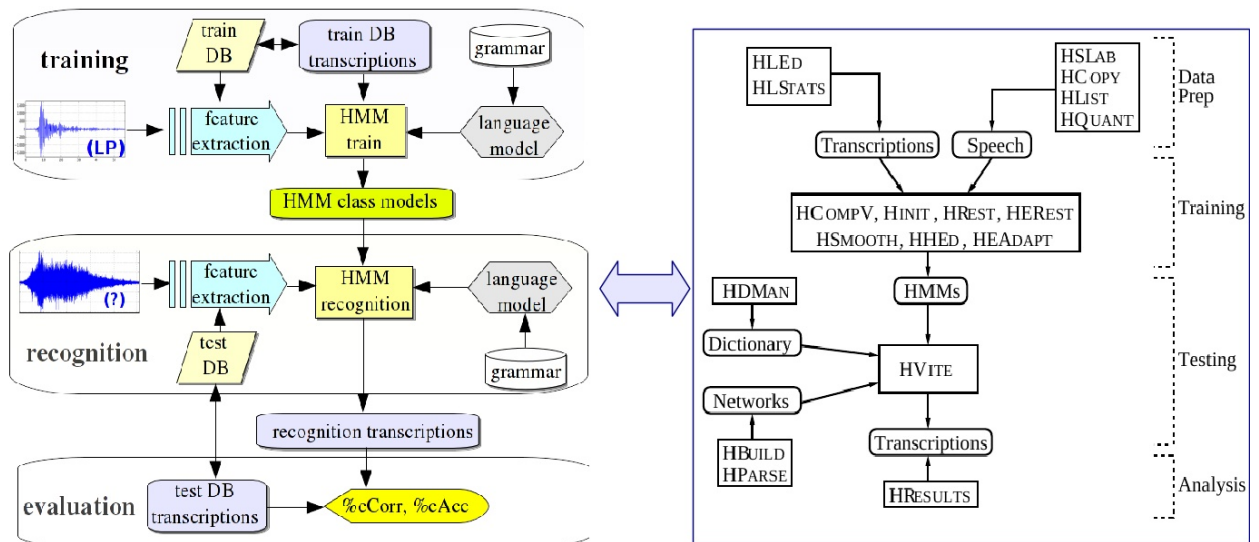 train
DB
train DB
transcriptions
grammar
training
(LP)
feature
extraction
HMM
train
language
model
HMM class models
(?)
feature
extraction
HMM
recognition
language
model
recognition
test
DB
grammar
recognition transcriptions
evaluation
test DB
transcriptions
%cCorr, %cAcc
HLED
HLSTATS
HSLAB
HCOPY
HLIST
HQUANT
Data
Prep
Transcriptions
Speech
HCOMPV, HINIT , HREST, HEREST
HSMOOTH, HHED, HEADAPT
Training
HDMAN
HMMs
Dictionary
HVITE
Testing
Networks
Transcriptions
HBUILD
HPARSE
HRESULTS
Analysis